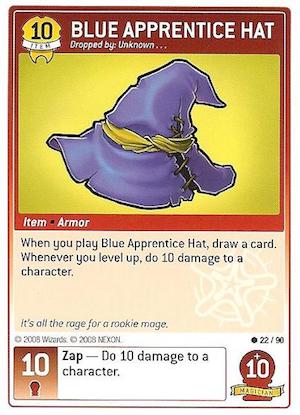 10
ITEM
BLUE APPRENTICE HAT
Dropped by: Unknown . . .
Item • Armor
When you play Blue Apprentice Hat, draw a card.
Whenever you level up, do 10 damage to a
character.
It's all the rage for a rookie mage.
© 2008 Wizards. © 2008 NEXON.
22 / 90
10
Zap — Do 10 damage to a
character.
+
10
MAGICIAN